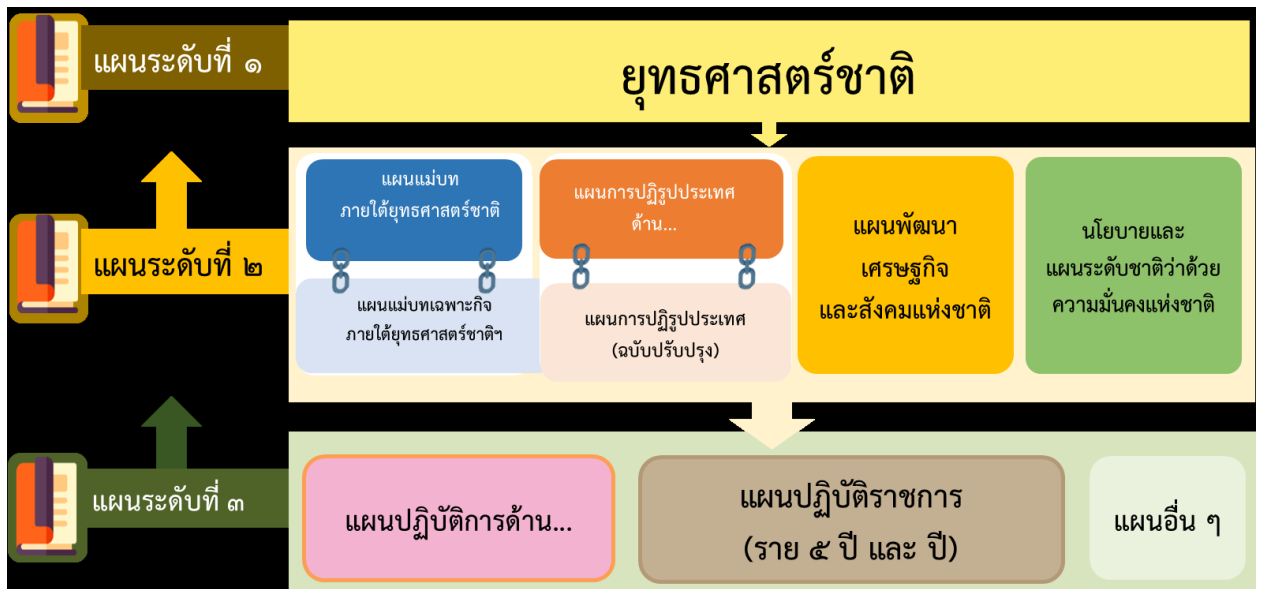 แผนระดับที่ ๑
ยุทธศาสตร์ชาติ
แผนระดับที่ ๒
แผนแม่บท
ภายใต้ยุทธศาสตร์ชาติ
แผนแม่บทเฉพาะกิจ
ภายใต้ยุทธศาสตร์ชาติฯ
แผนการปฏิรูปประเทศ
ด้าน...
แผนการปฏิรูปประเทศ
(ฉบับปรับปรุง)
แผนพัฒนา
เศรษฐกิจ
และสังคมแห่งชาติ
นโยบายและ
แผนระดับชาติว่าด้วย
ความมั่นคงแห่งชาติ
แผนระดับที่ ๓
แผนปฏิบัติการด้าน...
แผนปฏิบัติราชการ
(ราย ๕ ปี และ ปี)
แผนอื่น ๆ